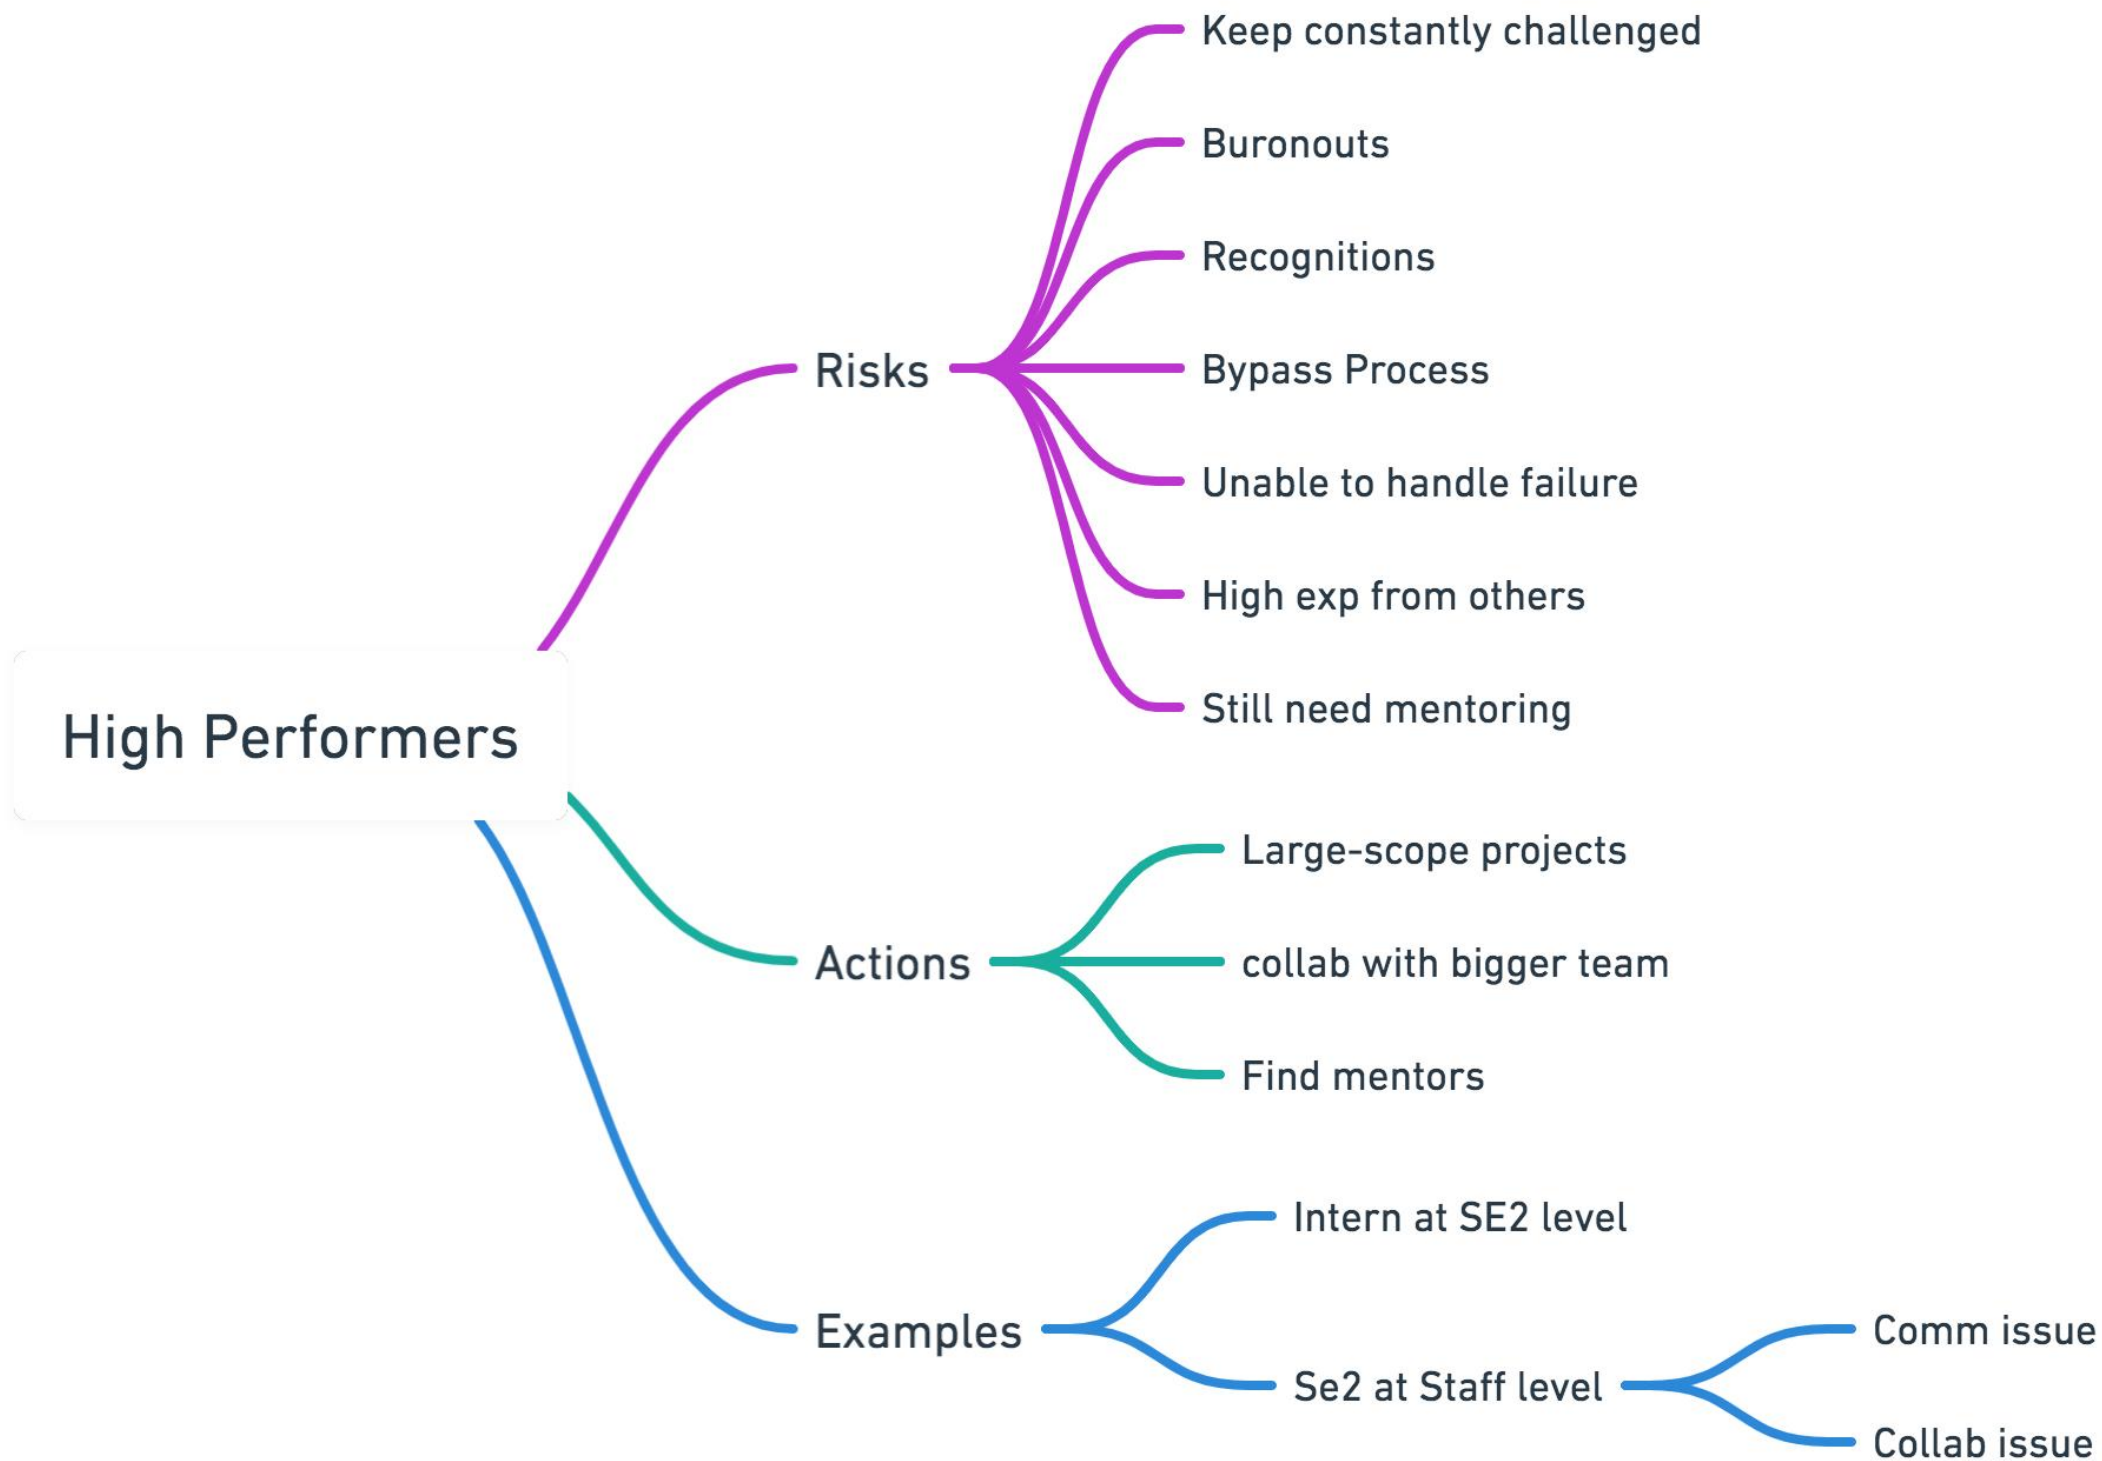 High Performers
Risks
Keep constantly challenged
Buronouts
Recognitions
Bypass Process
Unable to handle failure
High exp from others
Still need mentoring
Actions
Large-scope projects
collab with bigger team
Find mentors
Examples
Intern at SE2 level
Se2 at Staff level
Comm issue
Collab issue